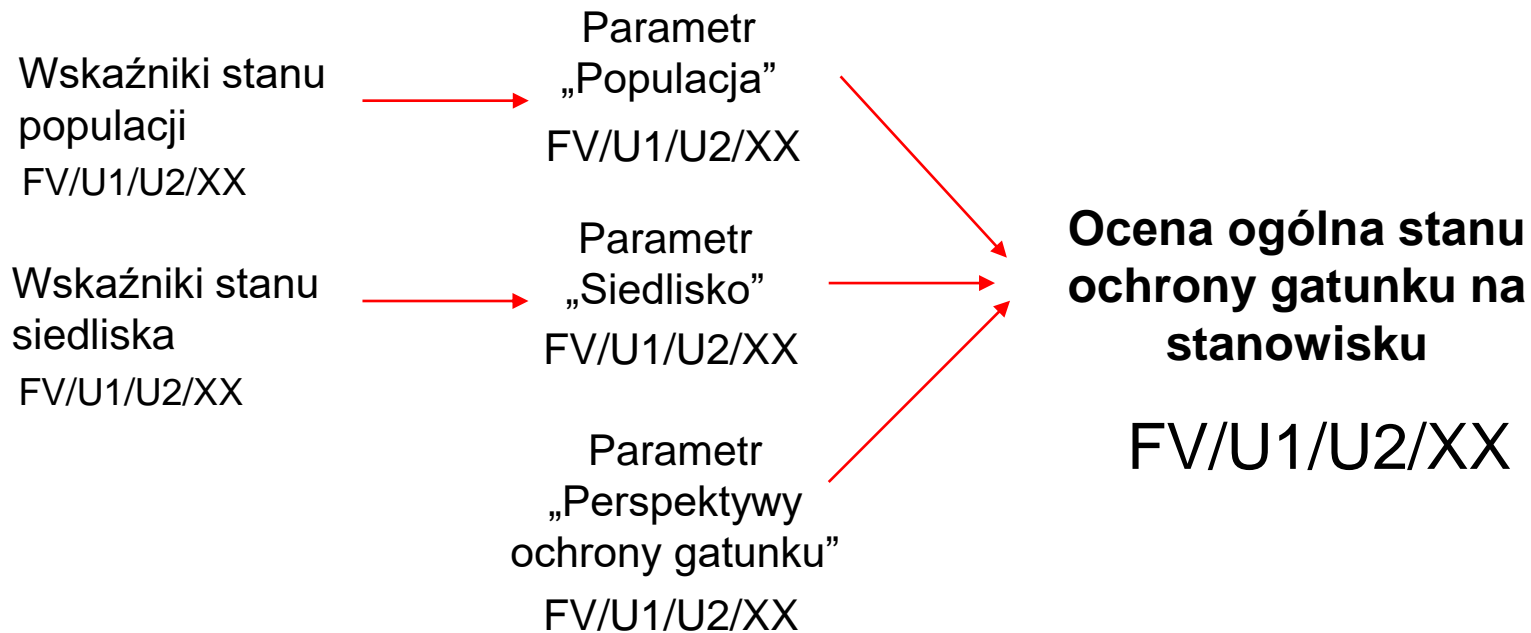 Wskaźniki stanu
populacji
FV/U1/U2/XX
Wskaźniki stanu
siedliska
FV/U1/U2/XX
Parametr
„Populacja”
FV/U1/U2/XX
Parametr
„Siedlisko”
FV/U1/U2/XX
Parametr
„Perspektywy
ochrony gatunku”
FV/U1/U2/XX
Ocena ogólna stanu
ochrony gatunku na
stanowisku
FV/U1/U2/XX